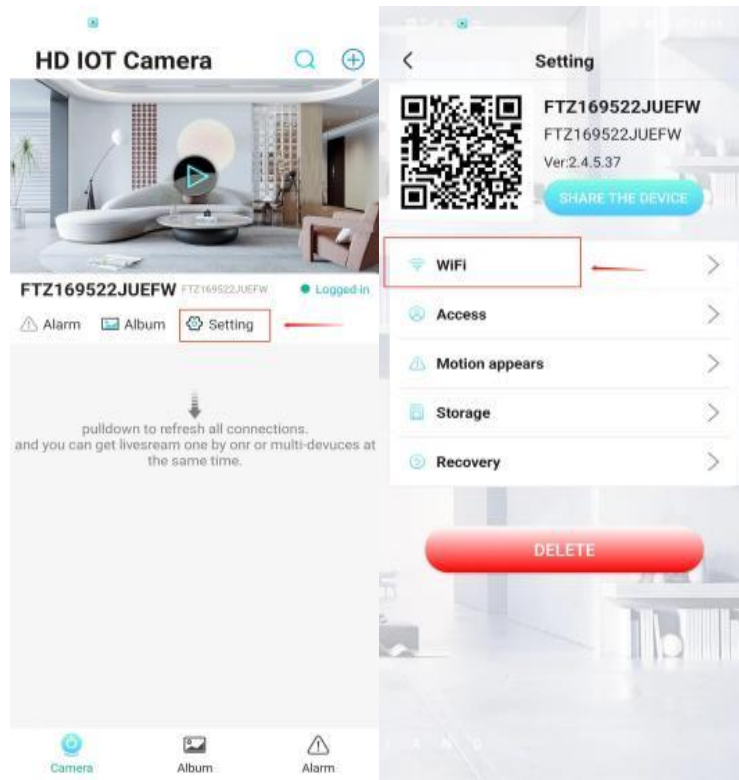 HD IOT Camera
FTZ169522JUEFW FTZ169522JUEFW Logged in
Alarm Album Setting
pulldown to refresh all connections.
and you can get livesream one by onr or multi-devuces at
the same time.
Camera Album Alarm
Setting
FTZ169522JUEFW
FTZ169522JUEFW
Ver:2.4.5.37
SHARE THE DEVICE
WiFi
Access
Motion appears
Storage
Recovery
DELETE